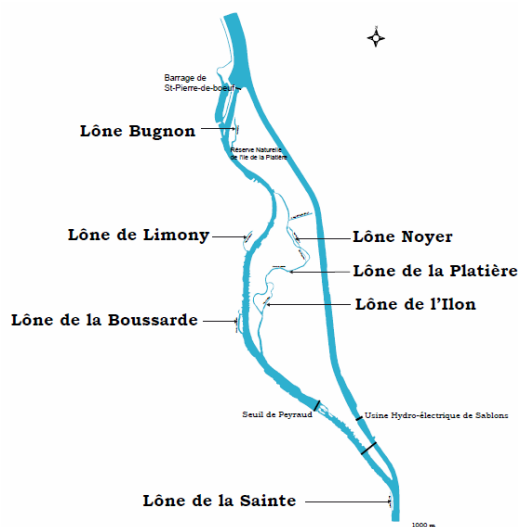 Barrage de
St-Pierre-de-boeuf
Lône Bugnon
Réserve Naturelle
de l'Ile de la Platière
Lône de Limony
Lône Noyer
Lône de la Platière
Lône de l'Ilon
Lône de la Boussarde
Seuil de Peyraud
Usine Hydro-électrique de Sablons
Lône de la Sainte
1000 m